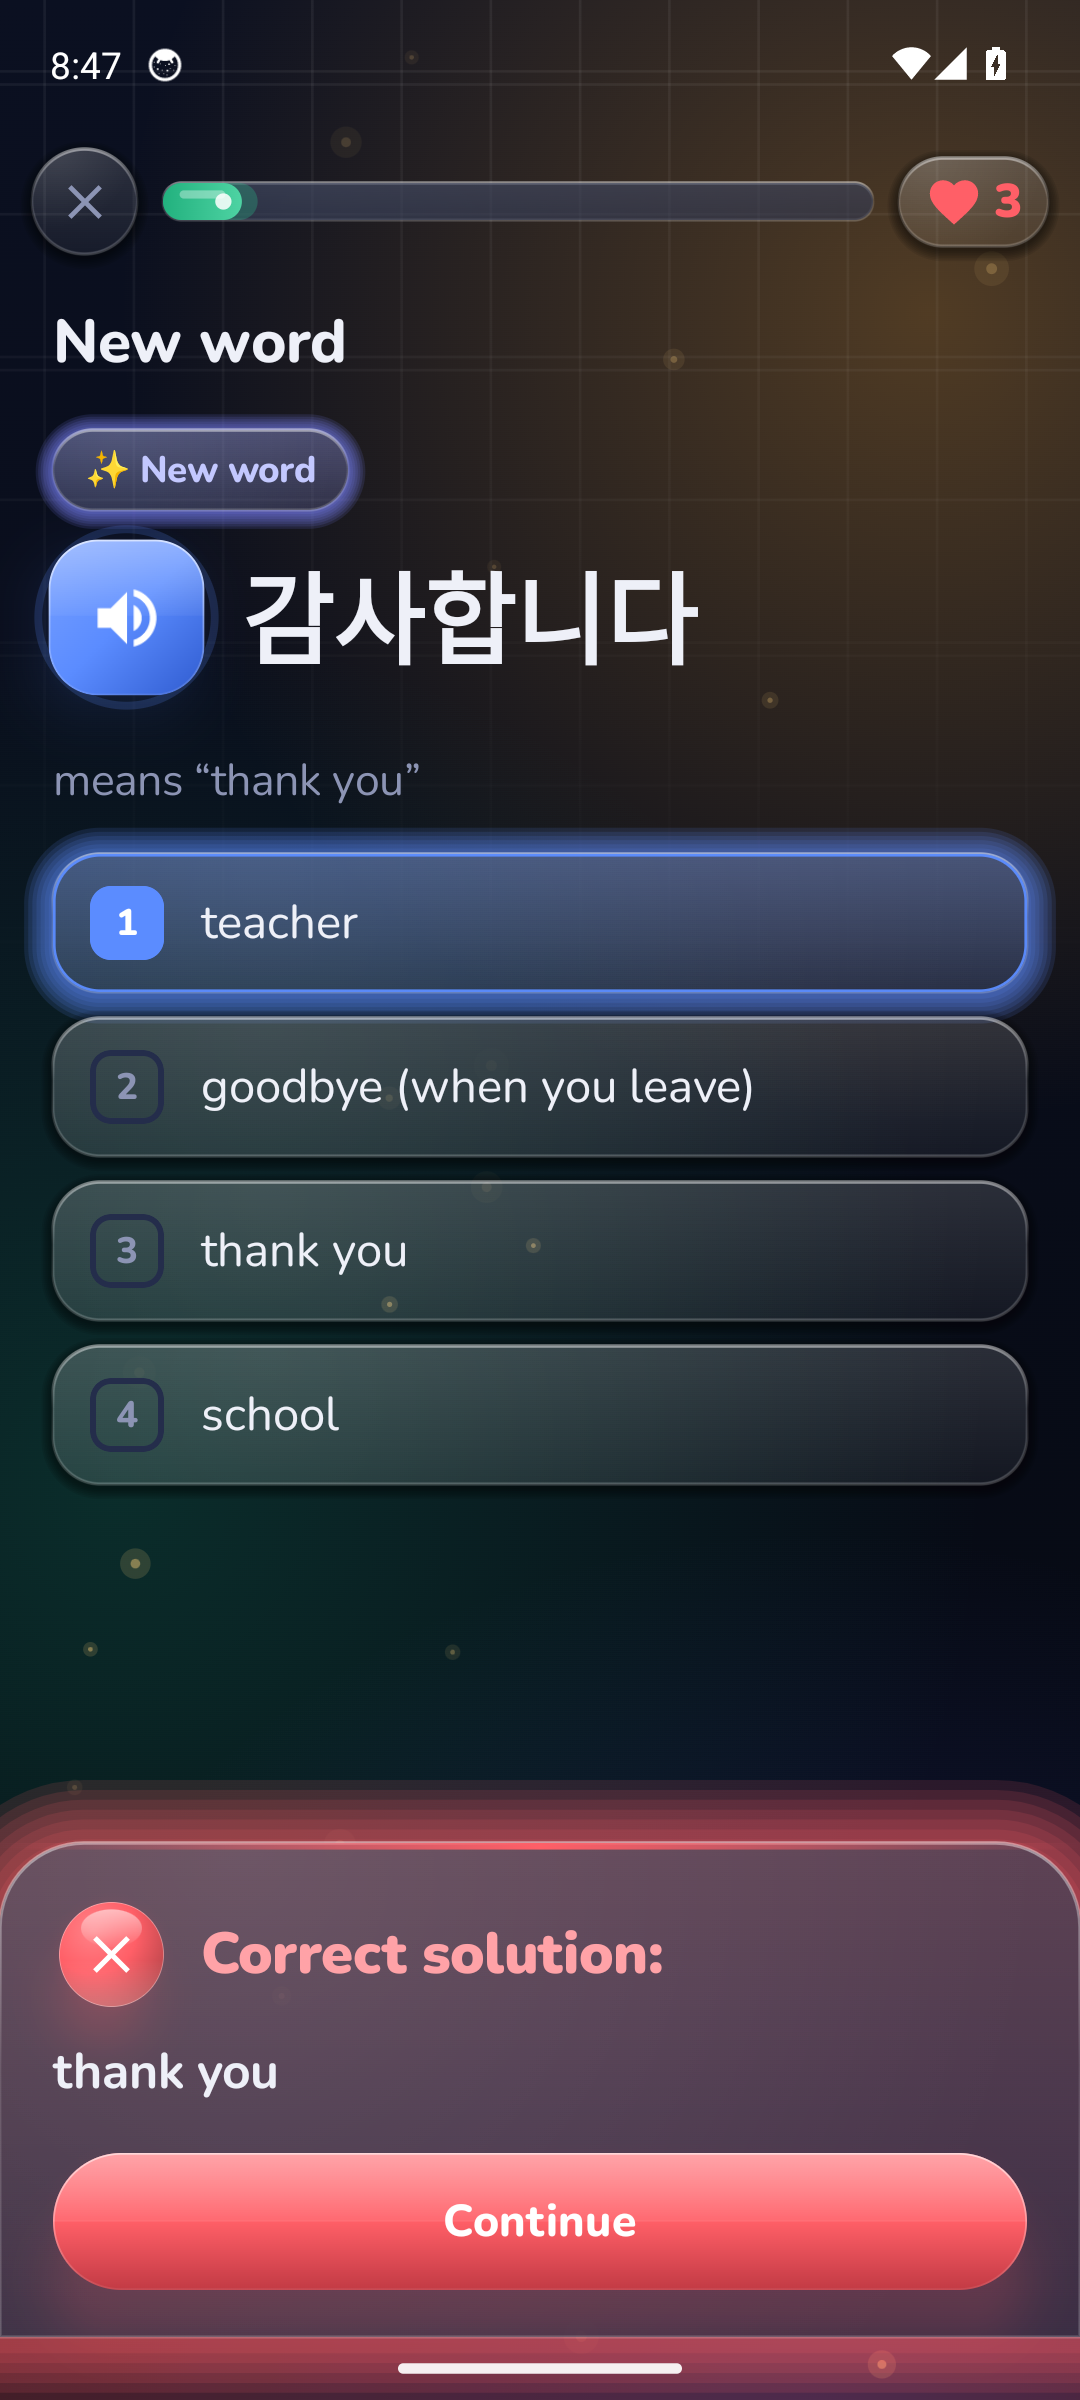 8:47
3
New word
✨ New word
감사합니다
means “thank you”
1 teacher
2 goodbye (when you leave)
3 thank you
4 school
Correct solution:
thank you
Continue